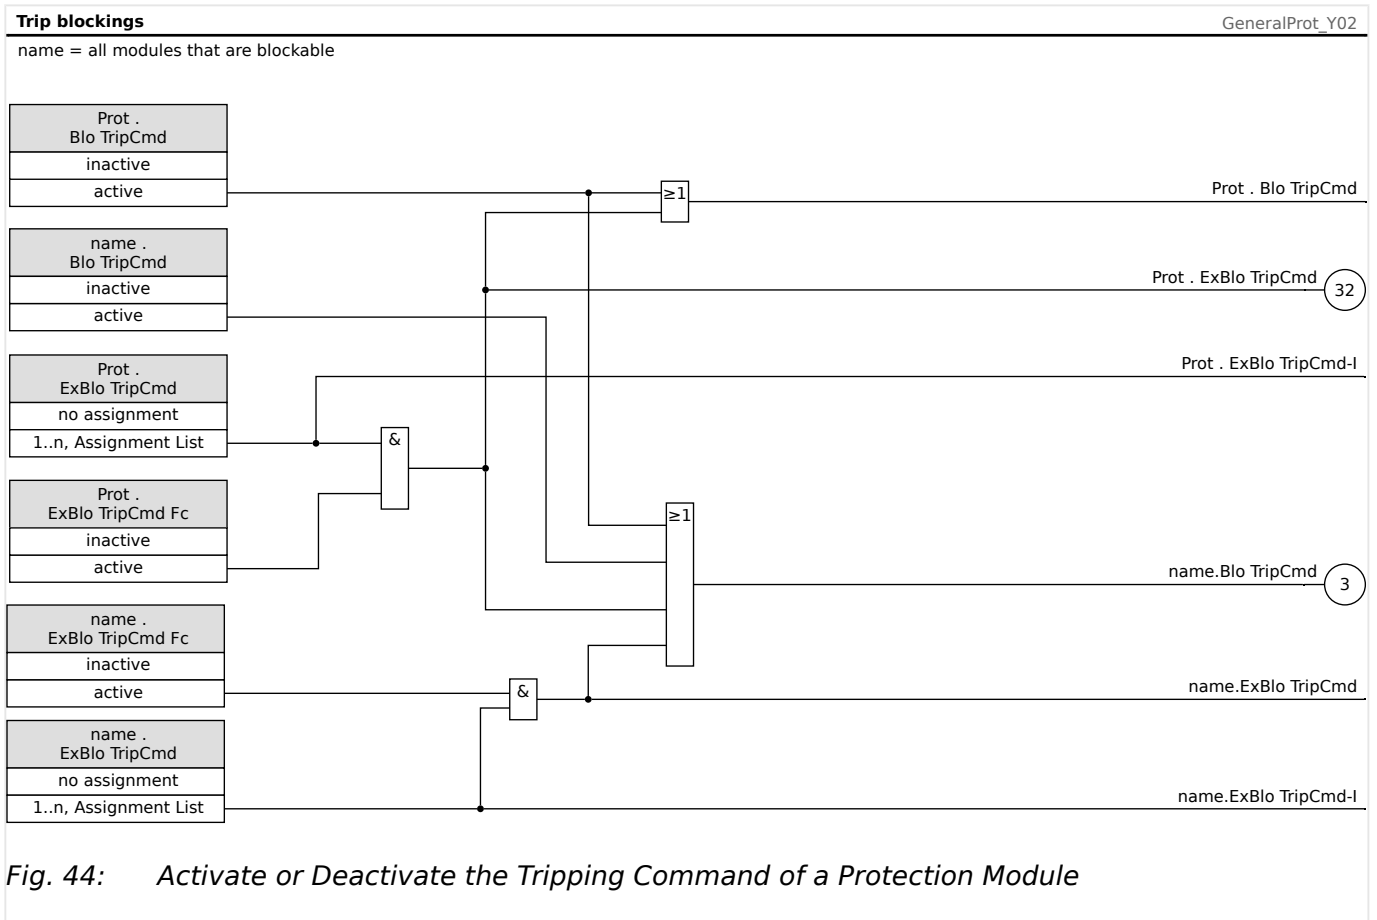 Trip blockings
GeneralProt_Y02
name = all modules that are blockable
Prot .
Blo TripCmd
inactive
active
≥1
Prot . Blo TripCmd
name .
Blo TripCmd
inactive
active
Prot . ExBlo TripCmd
32
Prot .
ExBlo TripCmd
no assignment
1..n, Assignment List
Prot . ExBlo TripCmd-I
&
Prot .
ExBlo TripCmd Fc
inactive
active
≥1
name.Blo TripCmd
3
name .
ExBlo TripCmd Fc
inactive
active
&
name.ExBlo TripCmd
name .
ExBlo TripCmd
no assignment
1..n, Assignment List
name.ExBlo TripCmd-I
Fig. 44: Activate or Deactivate the Tripping Command of a Protection Module